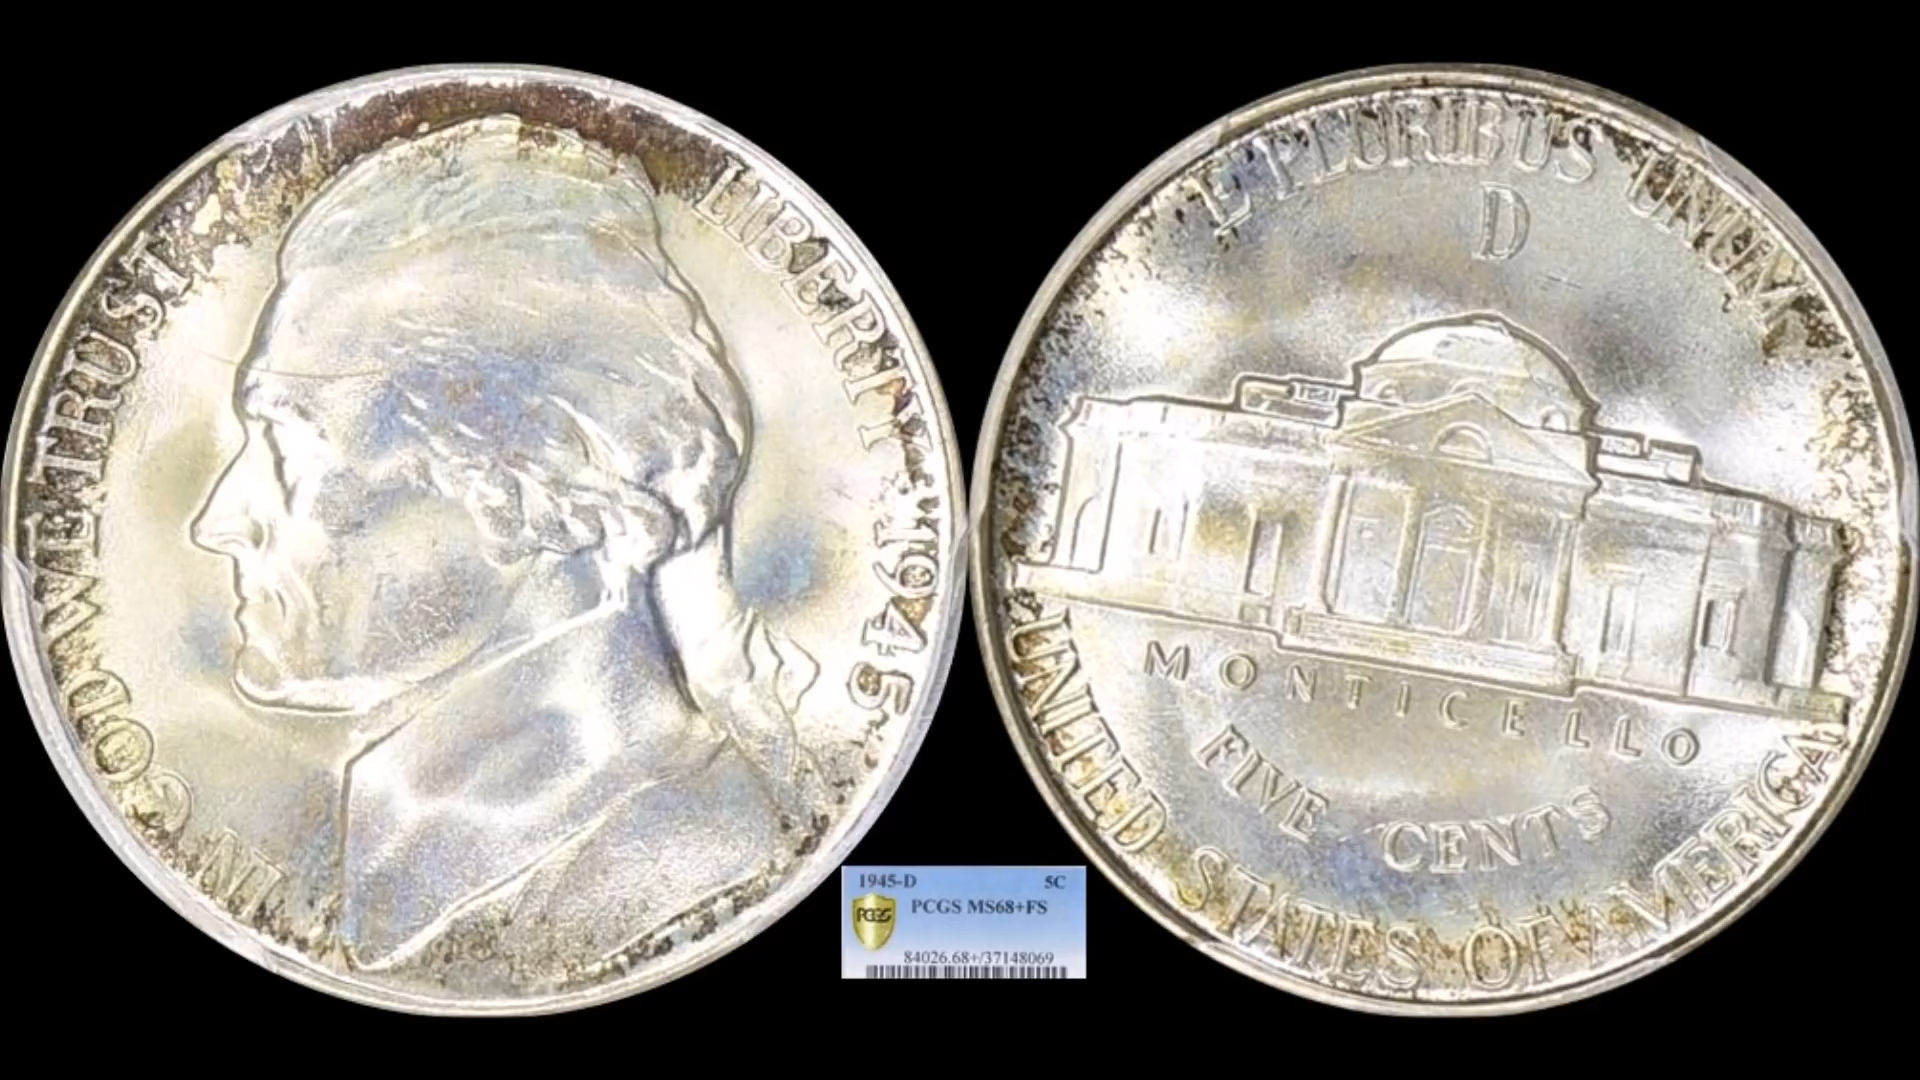 IN GOD WE TRUST
LIBERTY 1945
E PLURIBUS UNUM
D
MONTICELLO
FIVE CENTS
UNITED STATES OF AMERICA
1945-D 5C
PCGS
PCGS MS68+FS
84026.68+/37148069